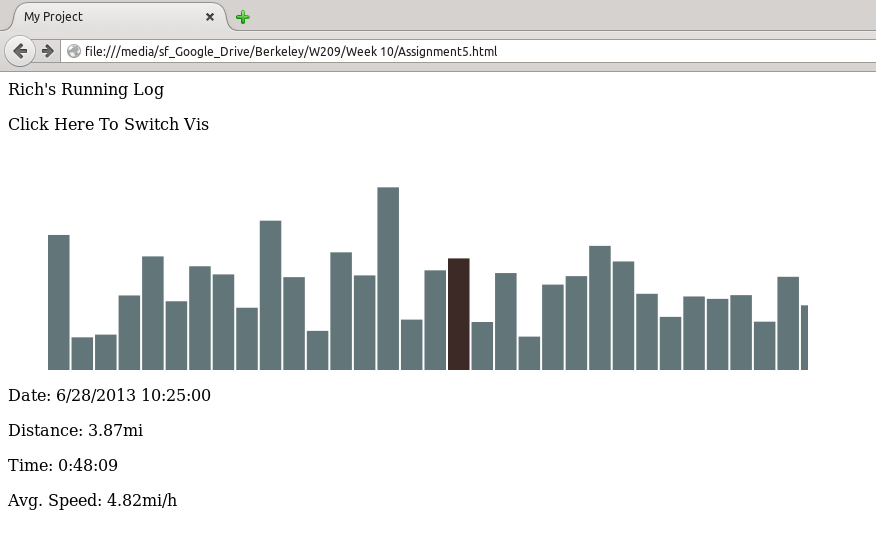 My Project
file:///media/sf_Google_Drive/Berkeley/W209/Week 10/Assignment5.html
Rich's Running Log
Click Here To Switch Vis
Date: 6/28/2013 10:25:00
Distance: 3.87mi
Time: 0:48:09
Avg. Speed: 4.82mi/h